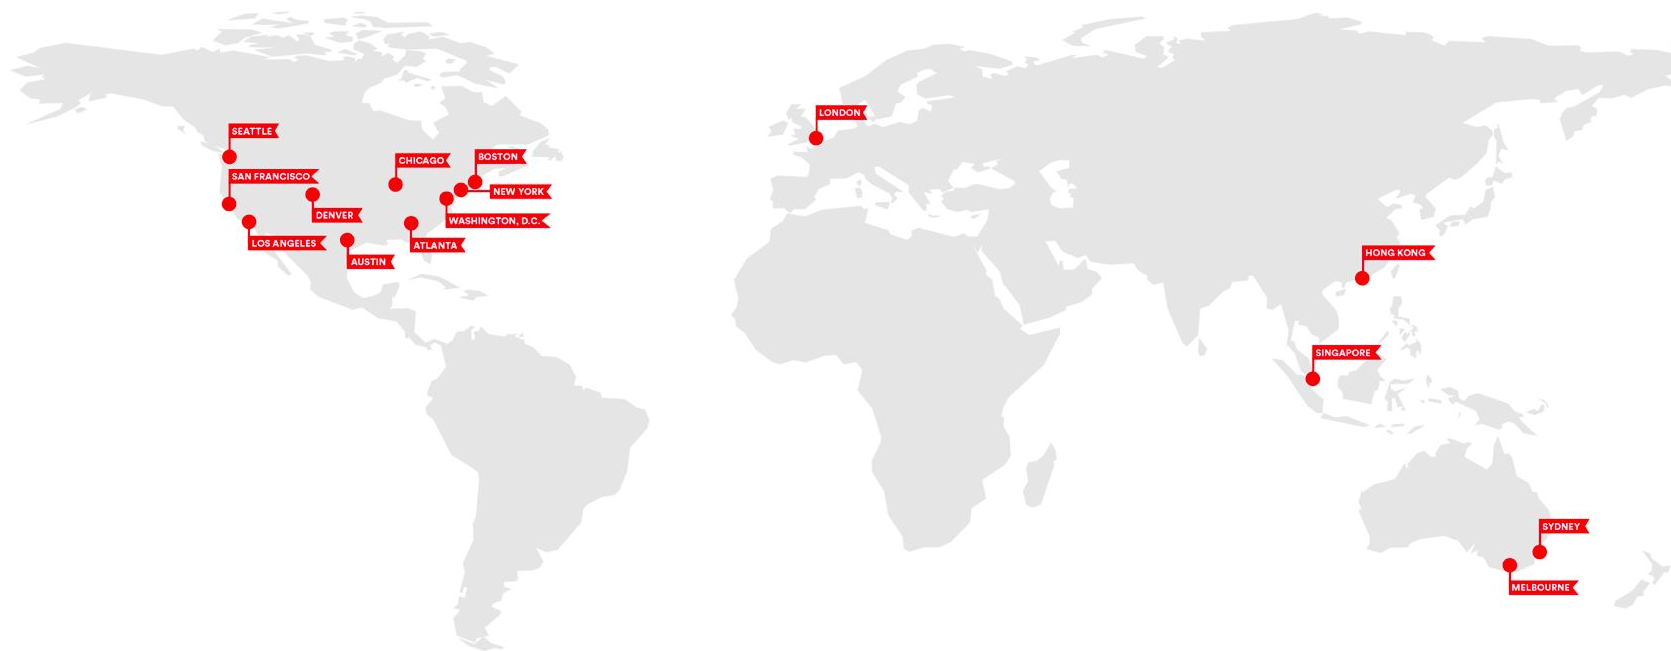 LONDON
SEATTLE
CHICAGO
BOSTON
SAN FRANCISCO
NEW YORK
DENVER
WASHINGTON, D.C.
LOS ANGELES
ATLANTA
AUSTIN
HONG KONG
SINGAPORE
SYDNEY
MELBOURNE